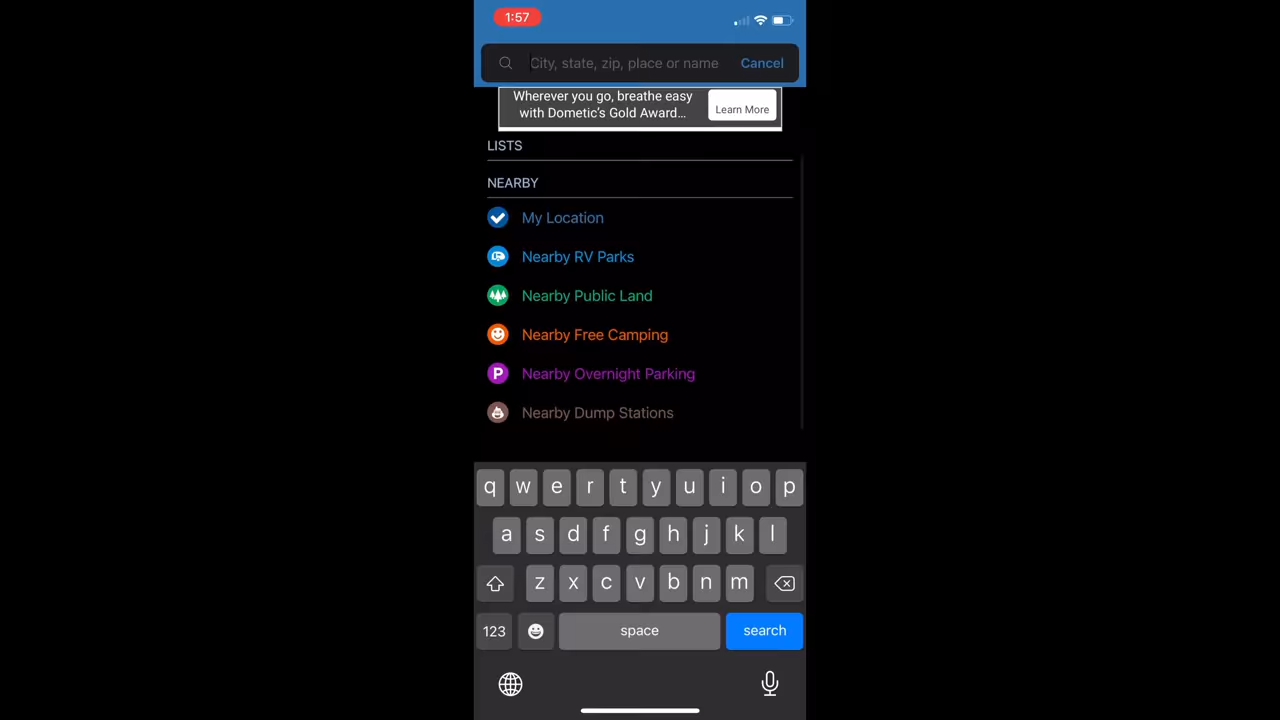 1:57
City, state, zip, place or name
Cancel
Wherever you go, breathe easy
with Dometic's Gold Award...
Learn More
LISTS
NEARBY
My Location
Nearby RV Parks
Nearby Public Land
Nearby Free Camping
P
Nearby Overnight Parking
Nearby Dump Stations
q w e r t y u i o p
a s d f g h j k l
z x c v b n m
123
space
search